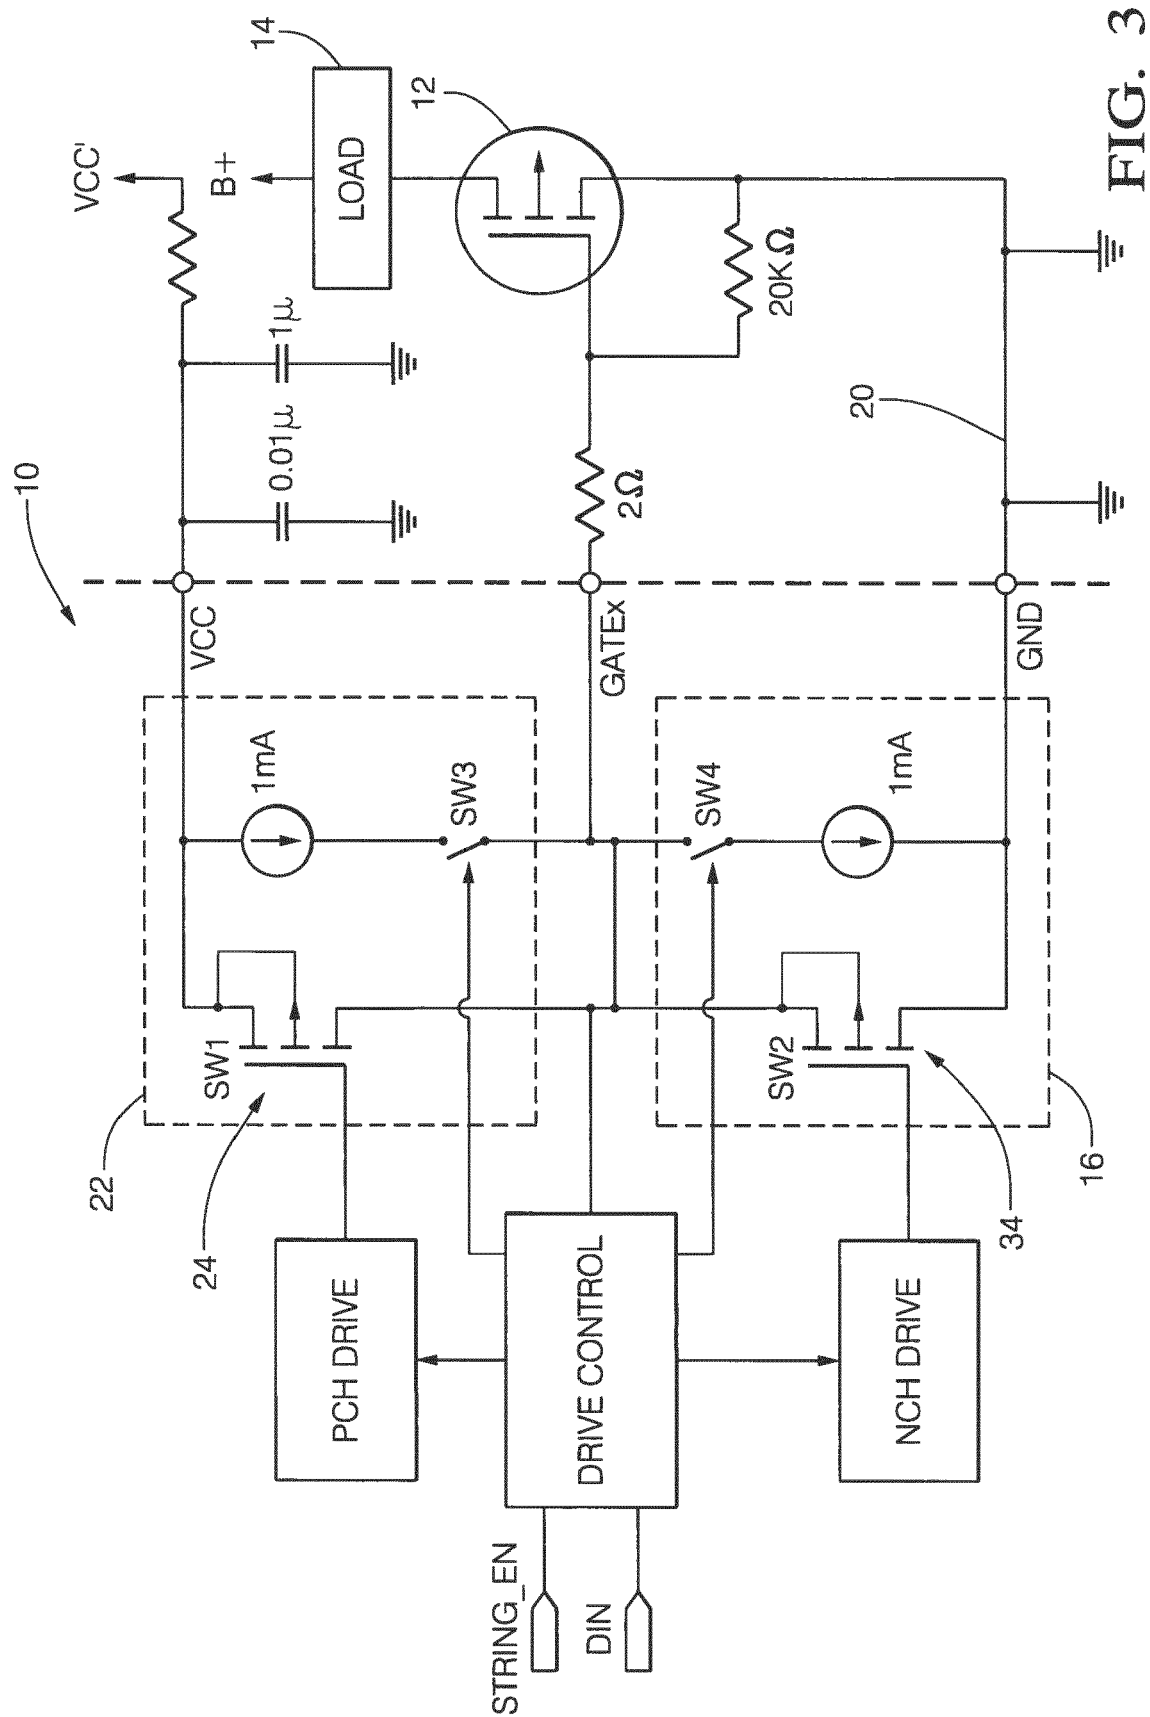 10
VCC'
B+
14
LOAD
12
1µ
0.01µ
20KΩ
2Ω
20
VCC
GATEx
GND
22
1mA
SW3
SW1
24
PCH DRIVE
SW4
1mA
SW2
34
16
NCH DRIVE
DRIVE CONTROL
STRING_EN
DIN
FIG. 3